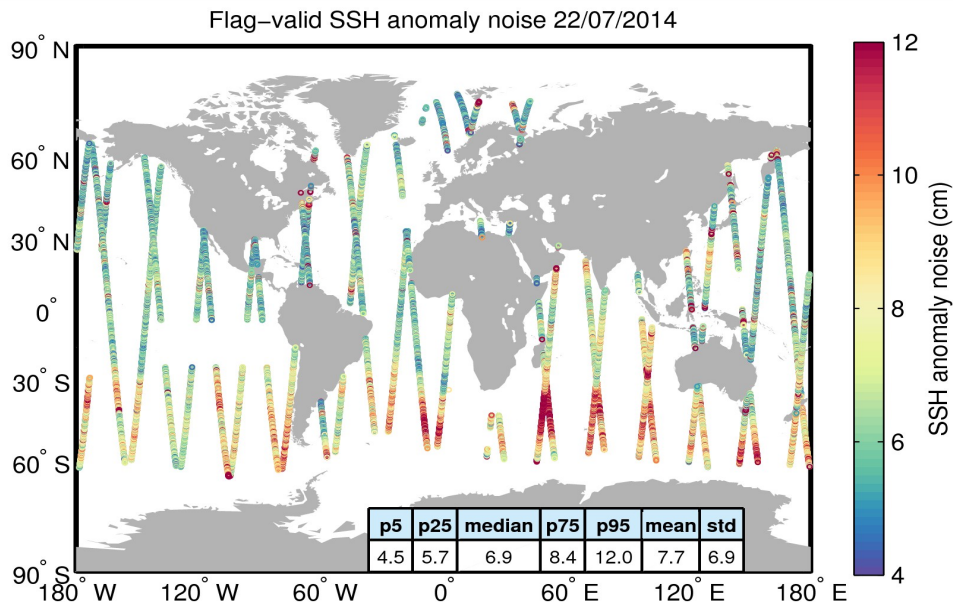 Flag−valid SSH anomaly noise 22/07/2014
90° N
60° N
30° N
0°
30° S
60° S
90° S
180° W
120° W
60° W
0°
60° E
120° E
180° E
p5 p25 median p75 p95 mean std
4.5 5.7 6.9 8.4 12.0 7.7 6.9
12
10
8
6
4
SSH anomaly noise (cm)